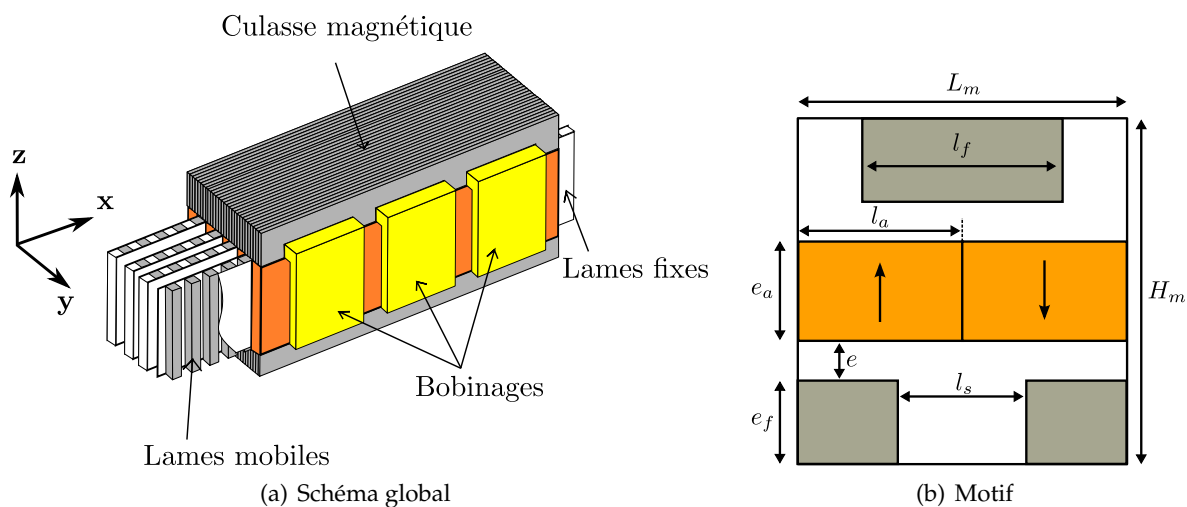 Culasse magnétique
z
x
y
Lames fixes
Bobinages
Lames mobiles
(a) Schéma global
L_m
l_f
l_a
e_a
H_m
e
l_s
e_f
(b) Motif